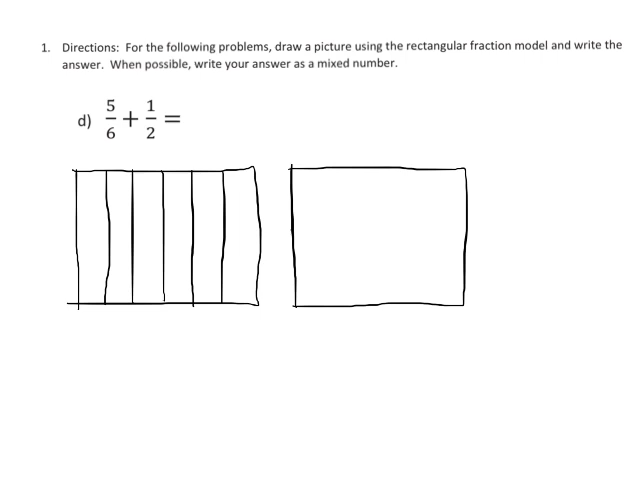 1. Directions: For the following problems, draw a picture using the rectangular fraction model and write the
answer. When possible, write your answer as a mixed number.
d) 5/6 + 1/2 =